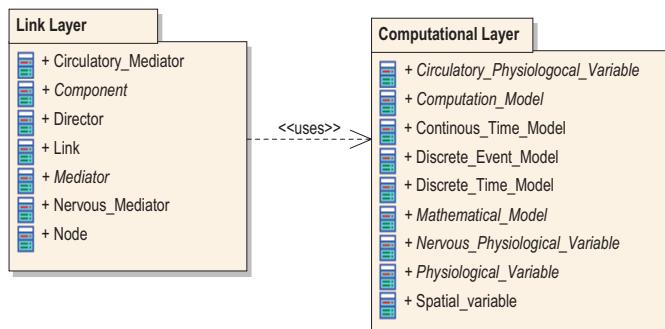 Link Layer
+ Circulatory_Mediator
+ Component
+ Director
+ Link
+ Mediator
+ Nervous_Mediator
+ Node
<<uses>>
Computational Layer
+ Circulatory_Physiologocal_Variable
+ Computation_Model
+ Continous_Time_Model
+ Discrete_Event_Model
+ Discrete_Time_Model
+ Mathematical_Model
+ Nervous_Physiological_Variable
+ Physiological_Variable
+ Spatial_variable